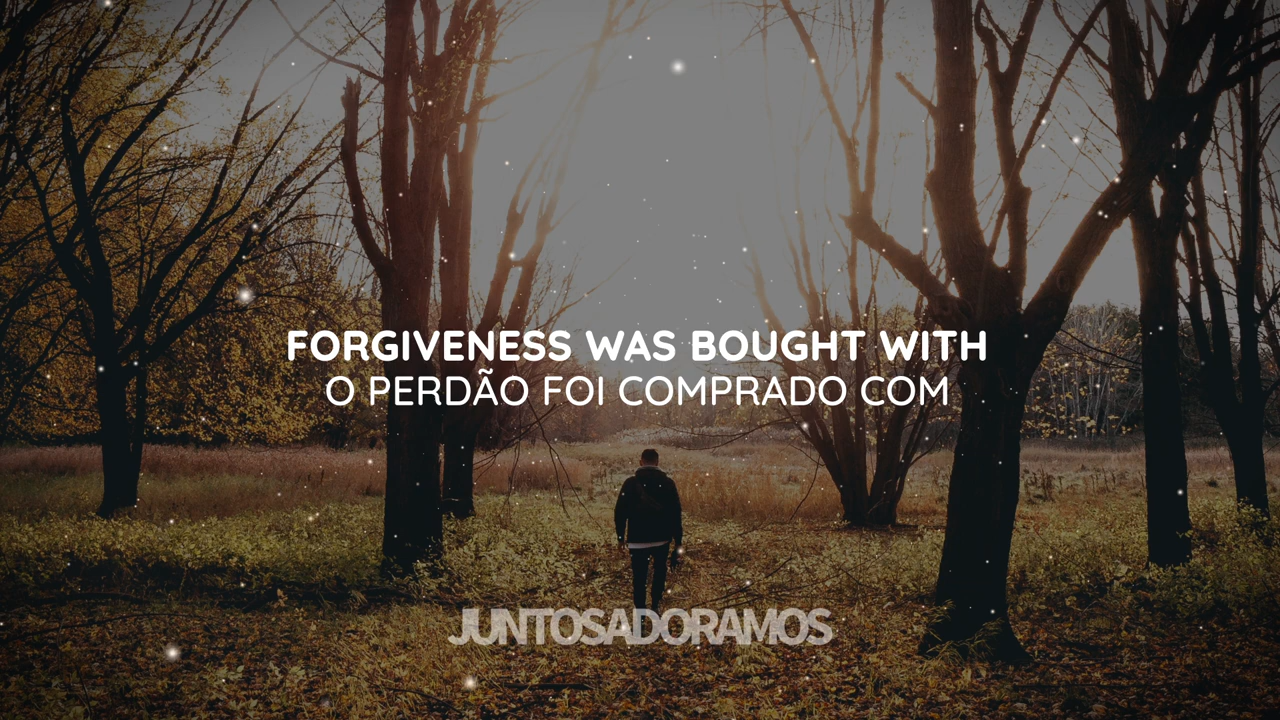 FORGIVENESS WAS BOUGHT WITH
O PERDÃO FOI COMPRADO COM
JUNTOSADORAMOS